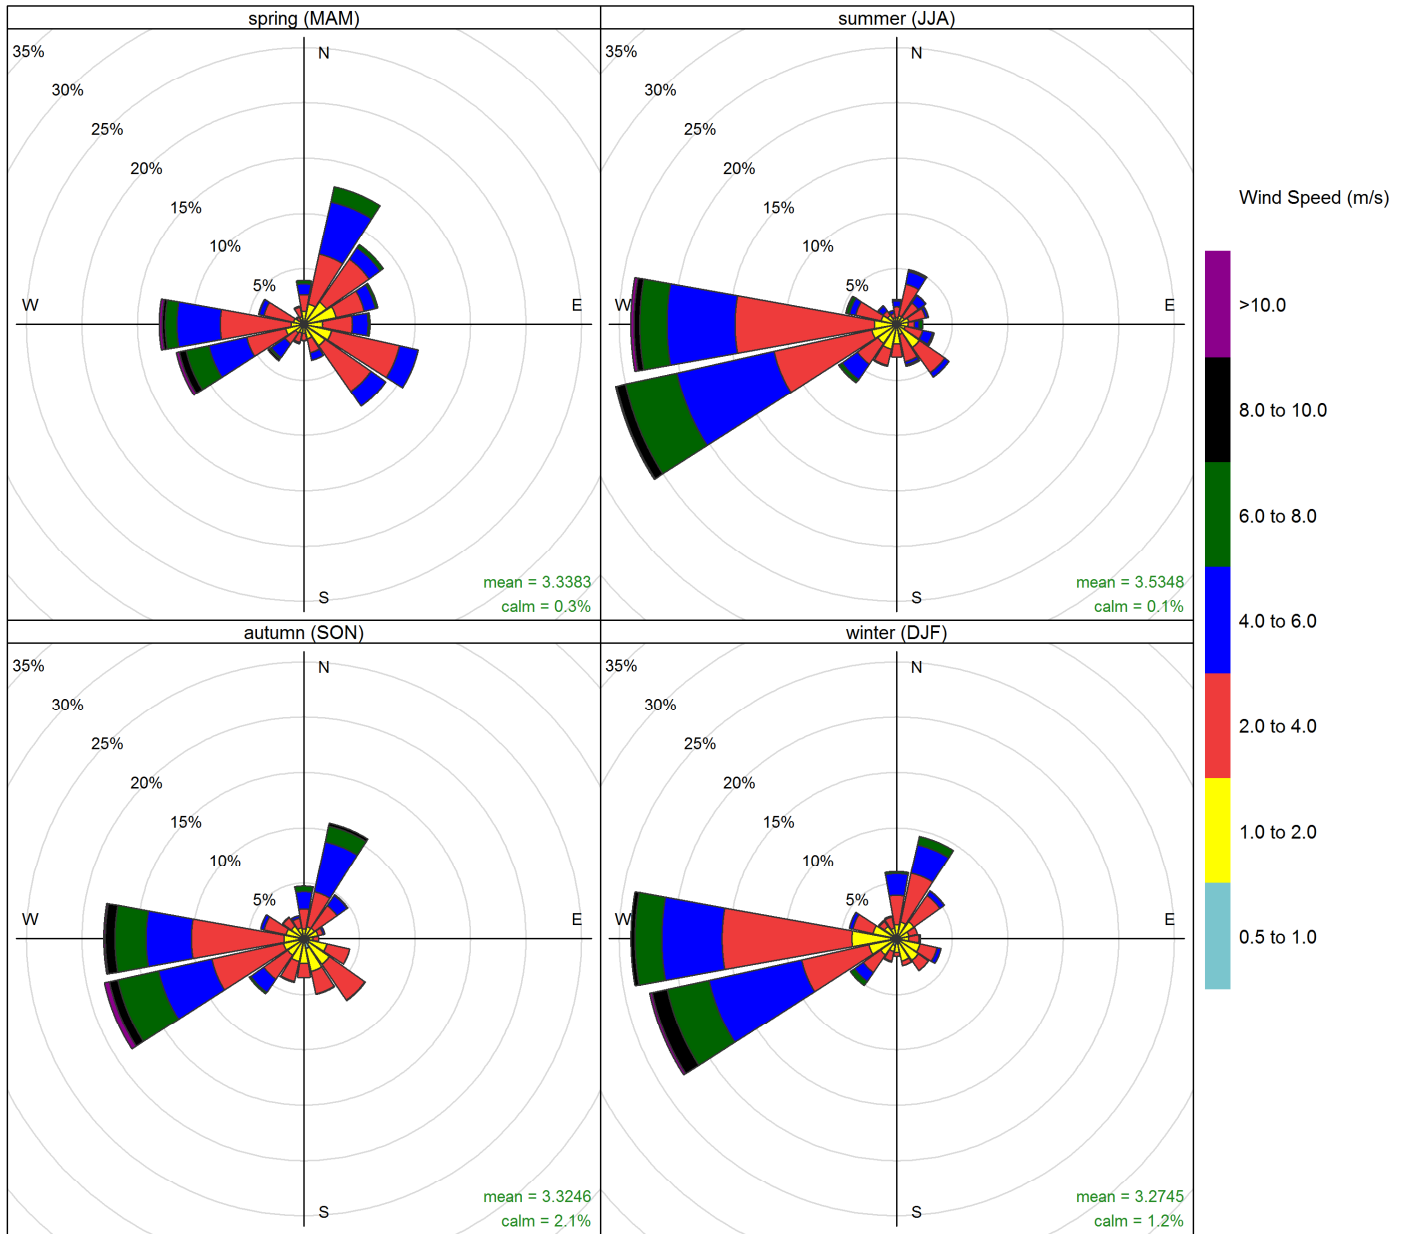 spring (MAM)
35%
30%
25%
20%
15%
10%
5%
N
W
E
S
mean = 3.3383
calm = 0.3%
summer (JJA)
35%
30%
25%
20%
15%
10%
5%
N
W
E
S
mean = 3.5348
calm = 0.1%
autumn (SON)
35%
30%
25%
20%
15%
10%
5%
N
W
E
S
mean = 3.3246
calm = 2.1%
winter (DJF)
35%
30%
25%
20%
15%
10%
5%
N
W
E
S
mean = 3.2745
calm = 1.2%
Wind Speed (m/s)
>10.0
8.0 to 10.0
6.0 to 8.0
4.0 to 6.0
2.0 to 4.0
1.0 to 2.0
0.5 to 1.0